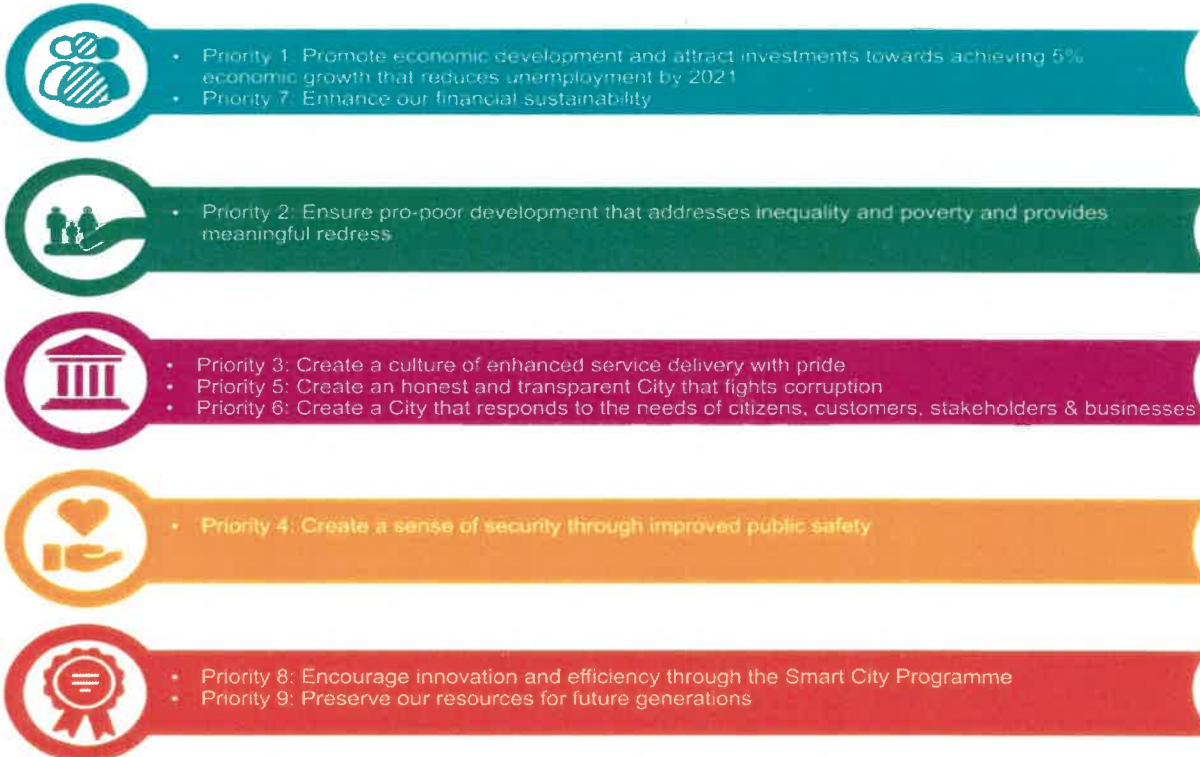 • Priority 1: Promote economic development and attract investments towards achieving 5%
economic growth that reduces unemployment by 2021
• Priority 7: Enhance our financial sustainability
• Priority 2: Ensure pro-poor development that addresses inequality and poverty and provides
meaningful redress
• Priority 3: Create a culture of enhanced service delivery with pride
• Priority 5: Create an honest and transparent City that fights corruption
• Priority 6: Create a City that responds to the needs of citizens, customers, stakeholders & businesses
• Priority 4: Create a sense of security through improved public safety
• Priority 8: Encourage innovation and efficiency through the Smart City Programme
• Priority 9: Preserve our resources for future generations